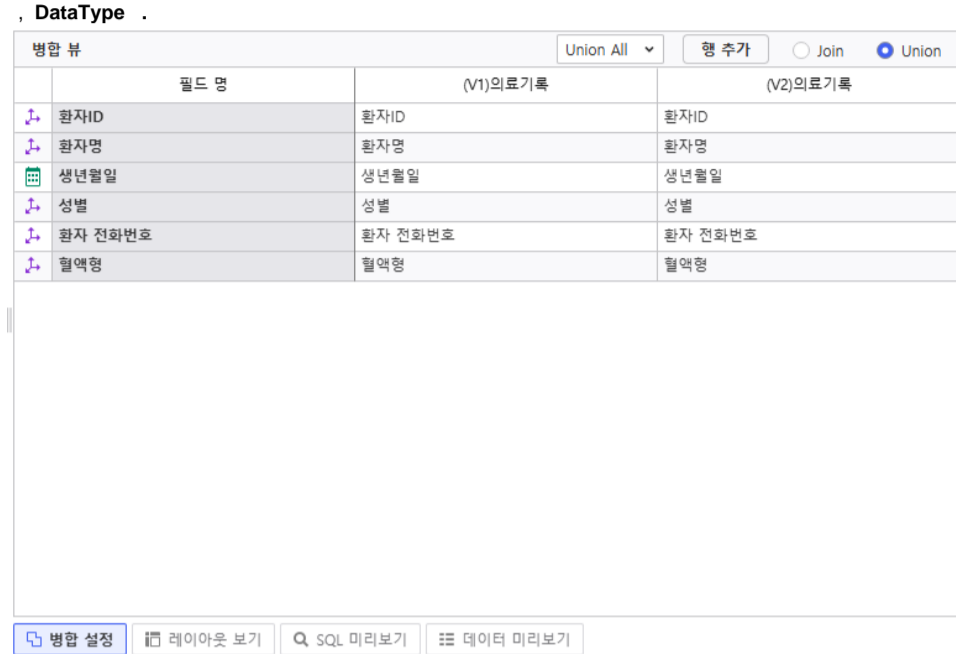 , DataType .
병합 뷰 Union All 행 추가 Join Union
필드 명 (V1)의료기록 (V2)의료기록
환자ID 환자ID 환자ID
환자명 환자명 환자명
생년월일 생년월일 생년월일
성별 성별 성별
환자 전화번호 환자 전화번호 환자 전화번호
혈액형 혈액형 혈액형
병합 설정 레이아웃 보기 SQL 미리보기 데이터 미리보기